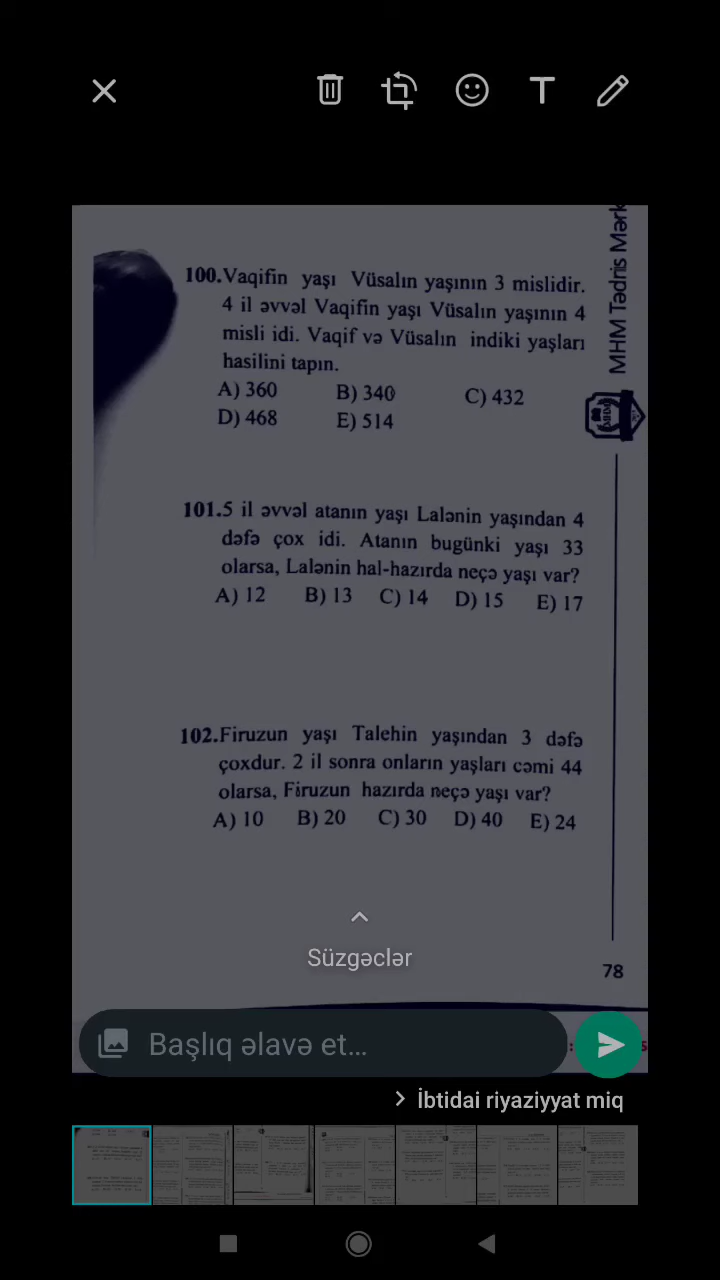 T
MHM Tədris Mərk
100.Vaqifin yaşı Vüsalın yaşının 3 mislidir.
4 il əvvəl Vaqifin yaşı Vüsalın yaşının 4
misli idi. Vaqif və Vüsalın indiki yaşları
hasilini tapın.
A) 360 B) 340 C) 432
D) 468 E) 514
101.5 il əvvəl atanın yaşı Lalənin yaşından 4
dəfə çox idi. Atanın bugünki yaşı 33
olarsa, Lalənin hal-hazırda neçə yaşı var?
A) 12 B) 13 C) 14 D) 15 E) 17
102.Firuzun yaşı Talehin yaşından 3 dəfə
çoxdur. 2 il sonra onların yaşları cəmi 44
olarsa, Firuzun hazırda neçə yaşı var?
A) 10 B) 20 C) 30 D) 40 E) 24
Süzgəclər
78
Başlıq əlavə et...
İbtidai riyaziyyat miq